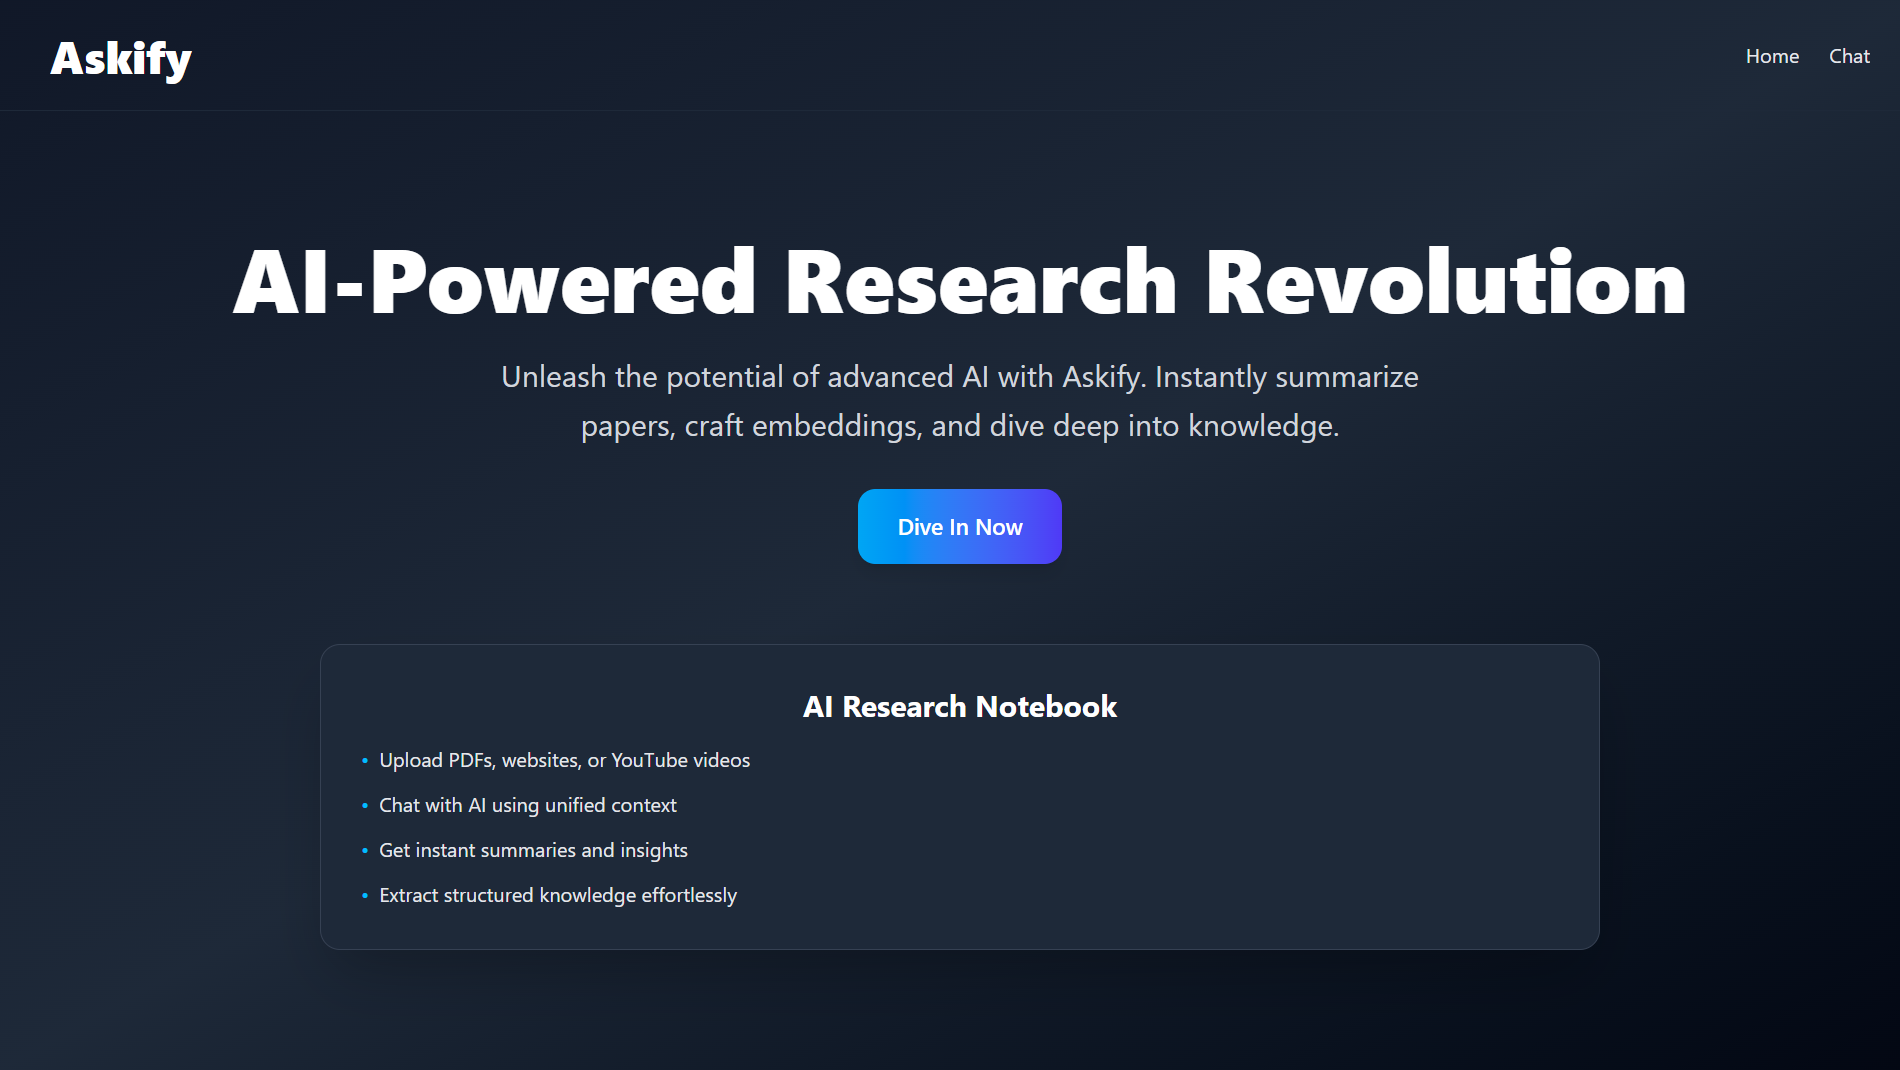 Askify
Home
Chat
AI-Powered Research Revolution
Unleash the potential of advanced AI with Askify. Instantly summarize
papers, craft embeddings, and dive deep into knowledge.
Dive In Now
AI Research Notebook
• Upload PDFs, websites, or YouTube videos
• Chat with AI using unified context
• Get instant summaries and insights
• Extract structured knowledge effortlessly